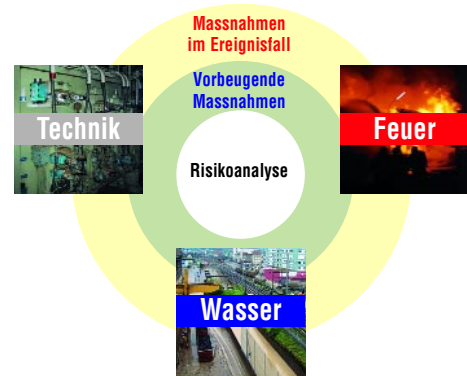 Massnahmen
im Ereignisfall
Vorbeugende
Massnahmen
Technik
Feuer
Risikoanalyse
Wasser